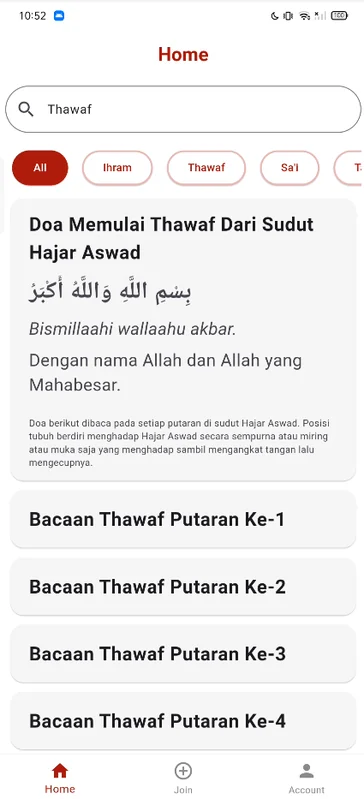 10:52
100
Home
Thawaf
All
Ihram
Thawaf
Sa'i
T
Doa Memulai Thawaf Dari Sudut
Hajar Aswad
بِسْمِ اللَّهِ وَاللَّهُ أَكْبَرُ
Bismillaahi wallaahu akbar.
Dengan nama Allah dan Allah yang
Mahabesar.
Doa berikut dibaca pada setiap putaran di sudut Hajar Aswad. Posisi
tubuh berdiri menghadap Hajar Aswad secara sempurna atau miring
atau muka saja yang menghadap sambil mengangkat tangan lalu
mengecupnya.
Bacaan Thawaf Putaran Ke-1
Bacaan Thawaf Putaran Ke-2
Bacaan Thawaf Putaran Ke-3
Bacaan Thawaf Putaran Ke-4
Home
Join
Account